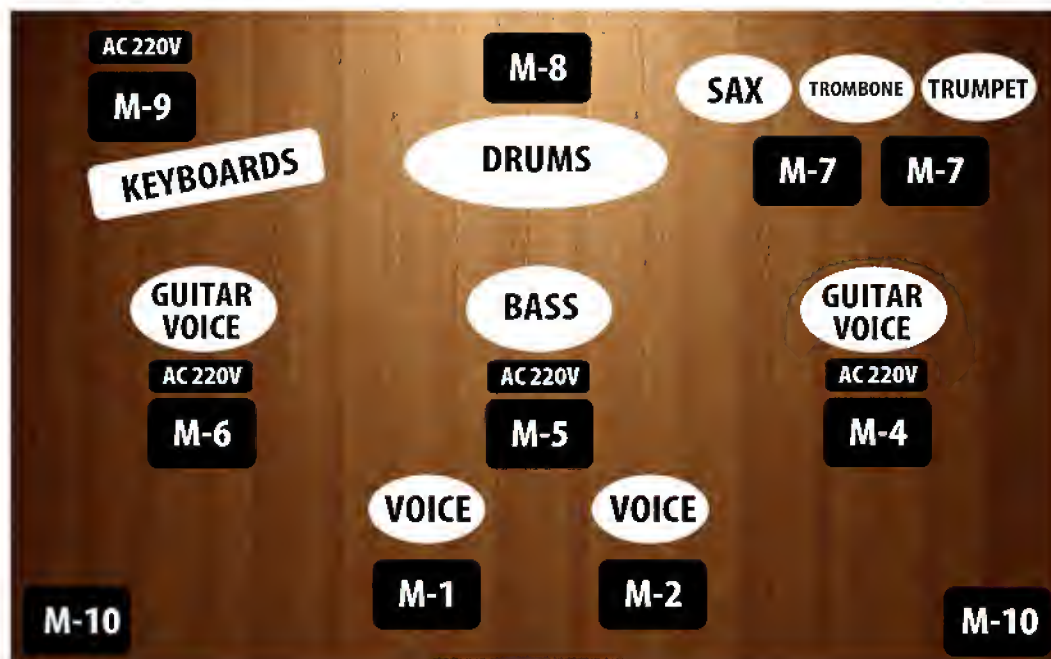 AC 220V
M-9
KEYBOARDS
M-8
DRUMS
SAX
TROMBONE
TRUMPET
M-7
M-7
GUITAR
VOICE
AC 220V
M-6
BASS
AC 220V
M-5
GUITAR
VOICE
AC 220V
M-4
VOICE
M-1
VOICE
M-2
M-10
M-10